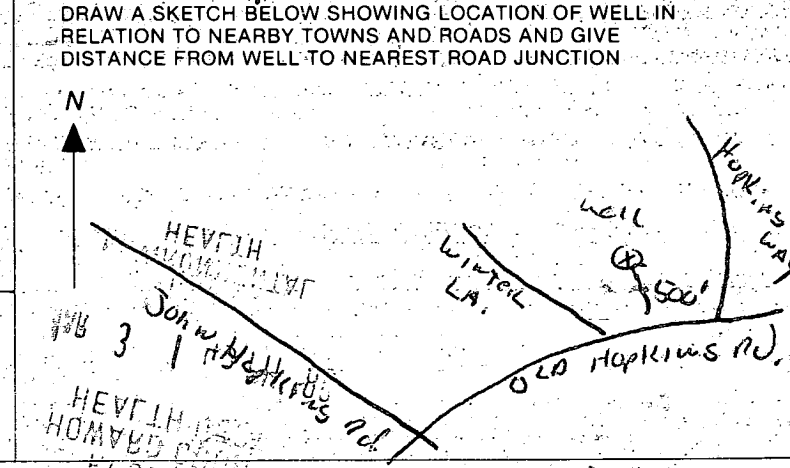 DRAW A SKETCH BELOW SHOWING LOCATION OF WELL IN
RELATION TO NEARBY TOWNS AND ROADS AND GIVE
DISTANCE FROM WELL TO NEAREST ROAD JUNCTION
N
Hopkins
WAY
well
WINTER
LA.
500'
OLD Hopkins Rd.
John Hopkins Rd
HEALTH
3 1
HEALTH
HOWARD